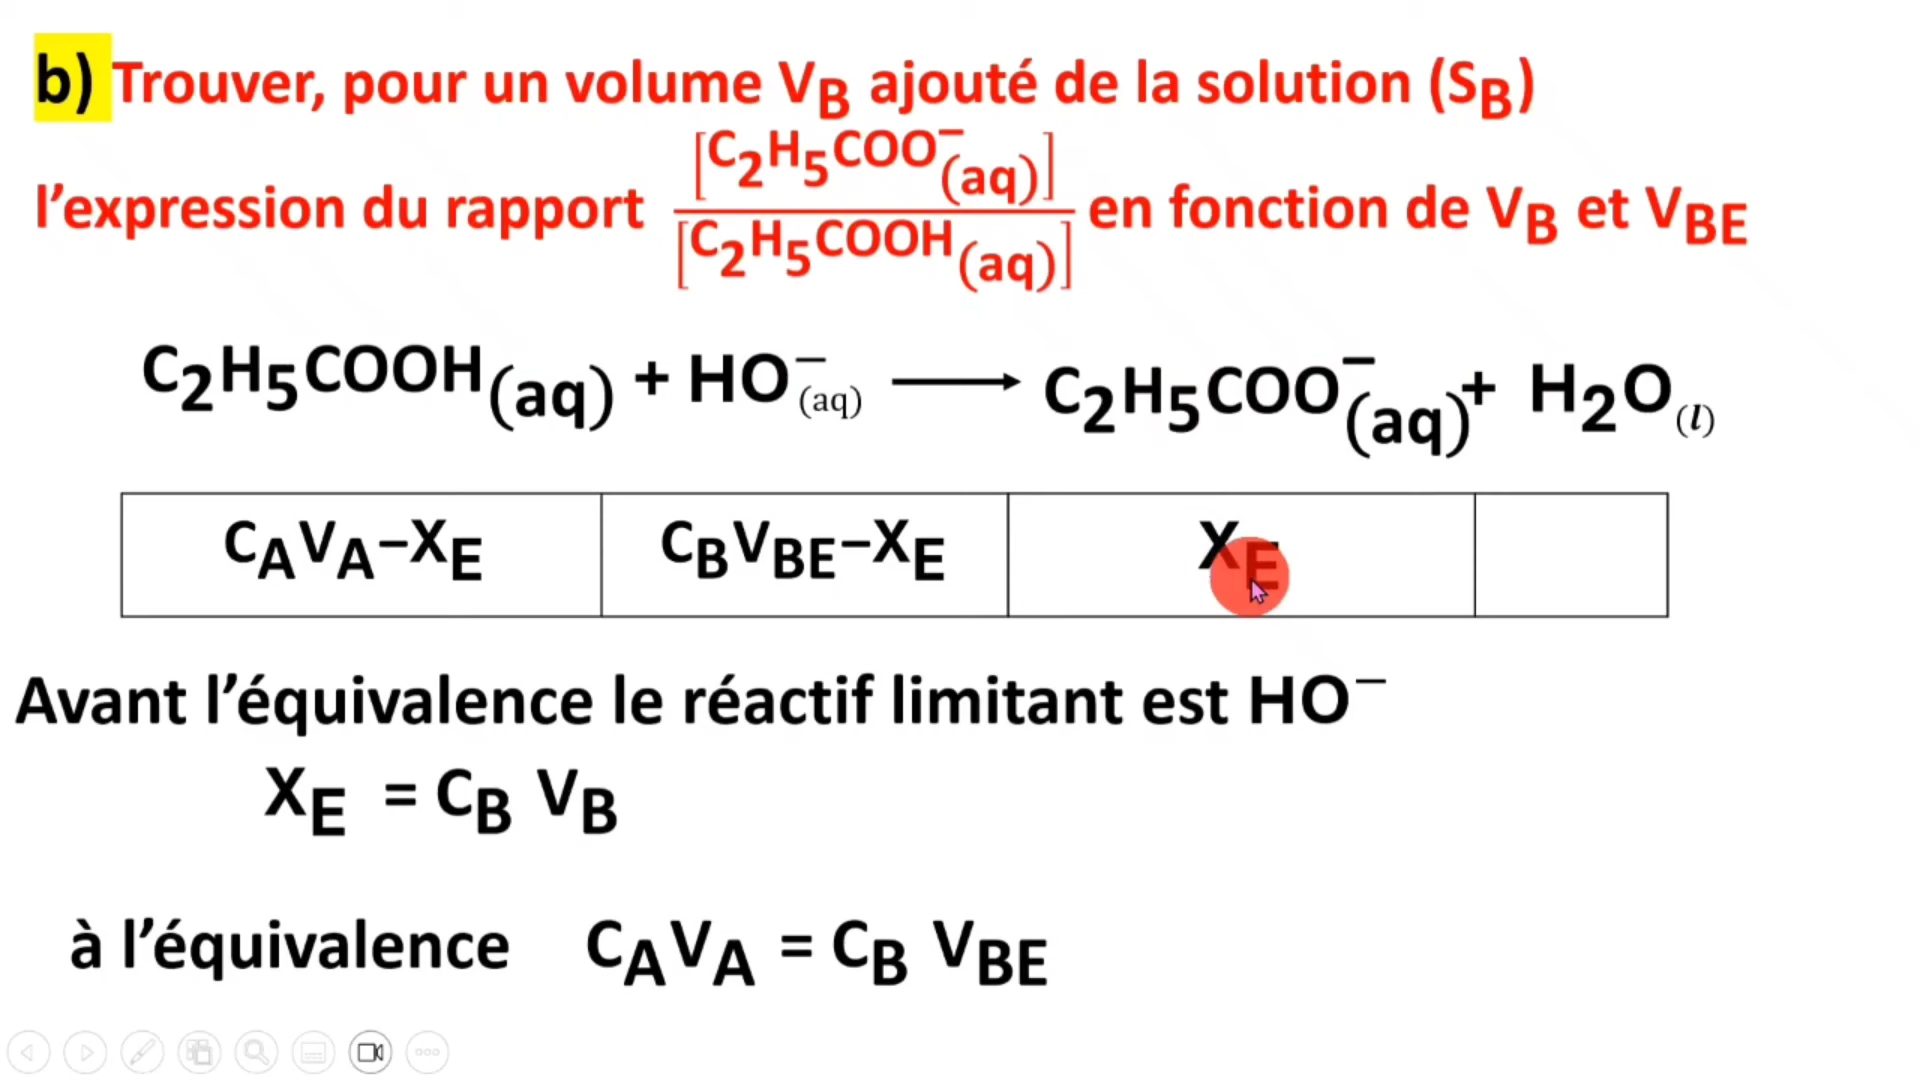 b) Trouver, pour un volume VB ajouté de la solution (SB)
l’expression du rapport [C2H5COO–(aq)] / [C2H5COOH(aq)] en fonction de VB et VBE
C2H5COOH(aq) + HO–(aq) ⟶ C2H5COO–(aq) + H2O(l)
CAVA–XE CBVBE–XE XE
Avant l’équivalence le réactif limitant est HO–
XE = CB VB
à l’équivalence CAVA = CB VBE